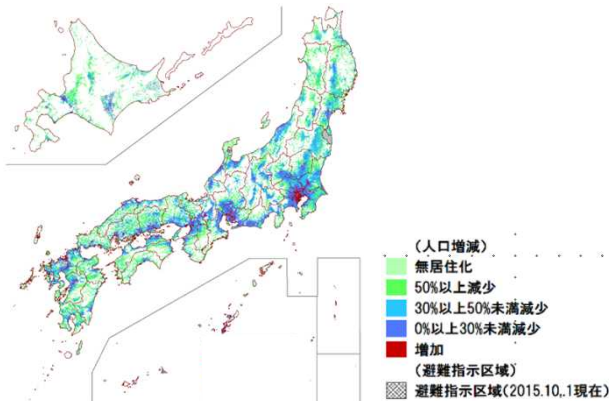 (人口増減)
無居住化
50%以上減少
30%以上50%未満減少
0%以上30%未満減少
増加
(避難指示区域)
避難指示区域(2015.10,.1現在)